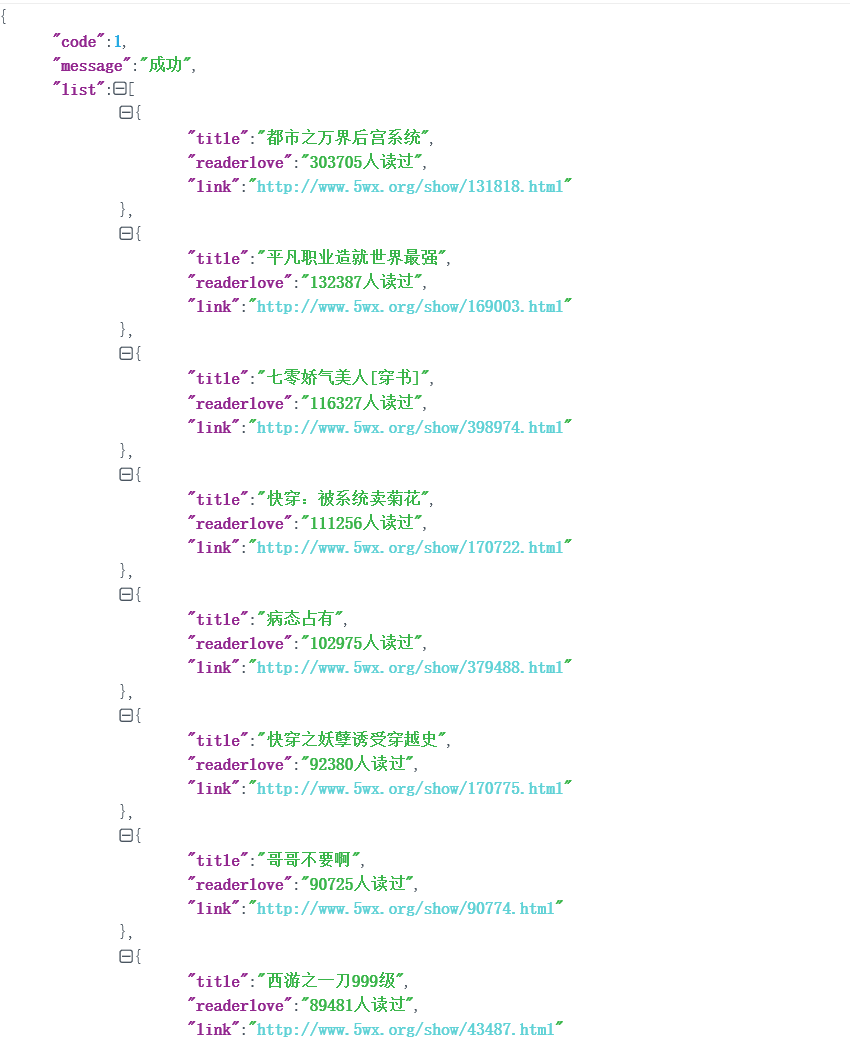 {
"code":1,
"message":"成功",
"list":[
{
"title":"都市之万界后宫系统",
"readerlove":"303705人读过",
"link":"http://www.5wx.org/show/131818.html"
},
{
"title":"平凡职业造就世界最强",
"readerlove":"132387人读过",
"link":"http://www.5wx.org/show/169003.html"
},
{
"title":"七零娇气美人[穿书]",
"readerlove":"116327人读过",
"link":"http://www.5wx.org/show/398974.html"
},
{
"title":"快穿：被系统卖菊花",
"readerlove":"111256人读过",
"link":"http://www.5wx.org/show/170722.html"
},
{
"title":"病态占有",
"readerlove":"102975人读过",
"link":"http://www.5wx.org/show/379488.html"
},
{
"title":"快穿之妖孽诱受穿越史",
"readerlove":"92380人读过",
"link":"http://www.5wx.org/show/170775.html"
},
{
"title":"哥哥不要啊",
"readerlove":"90725人读过",
"link":"http://www.5wx.org/show/90774.html"
},
{
"title":"西游之一刀999级",
"readerlove":"89481人读过",
"link":"http://www.5wx.org/show/43487.html"